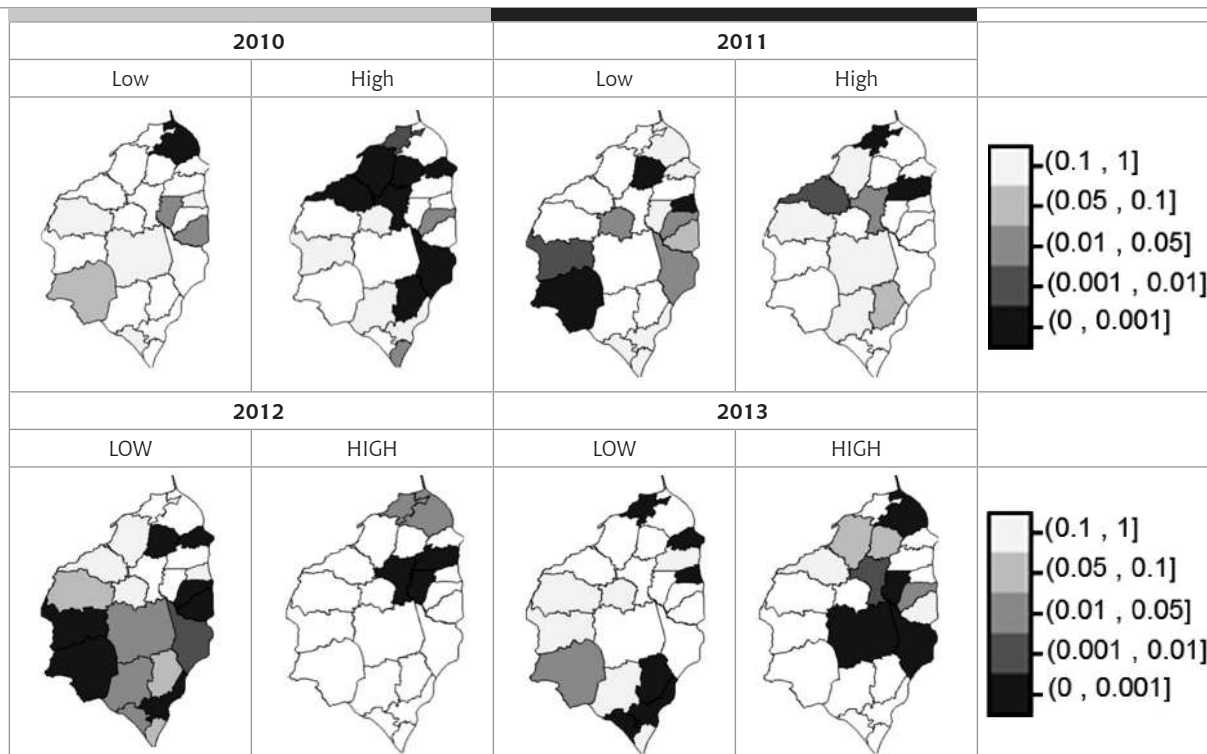 2010 2011
Low High Low High
(0.1 , 1]
(0.05 , 0.1]
(0.01 , 0.05]
(0.001 , 0.01]
(0 , 0.001]
2012 2013
LOW HIGH LOW HIGH
(0.1 , 1]
(0.05 , 0.1]
(0.01 , 0.05]
(0.001 , 0.01]
(0 , 0.001]